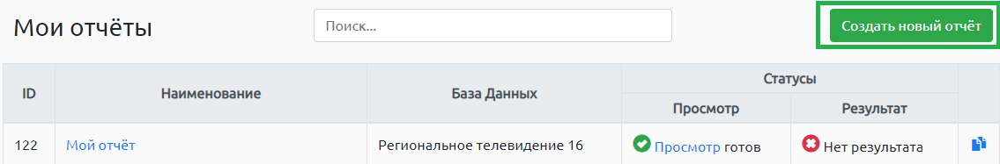 Мои отчёты
Поиск...
Создать новый отчёт
ID
Наименование
База Данных
Статусы
Просмотр
Результат
122
Мой отчёт
Региональное телевидение 16
Просмотр готов
Нет результата